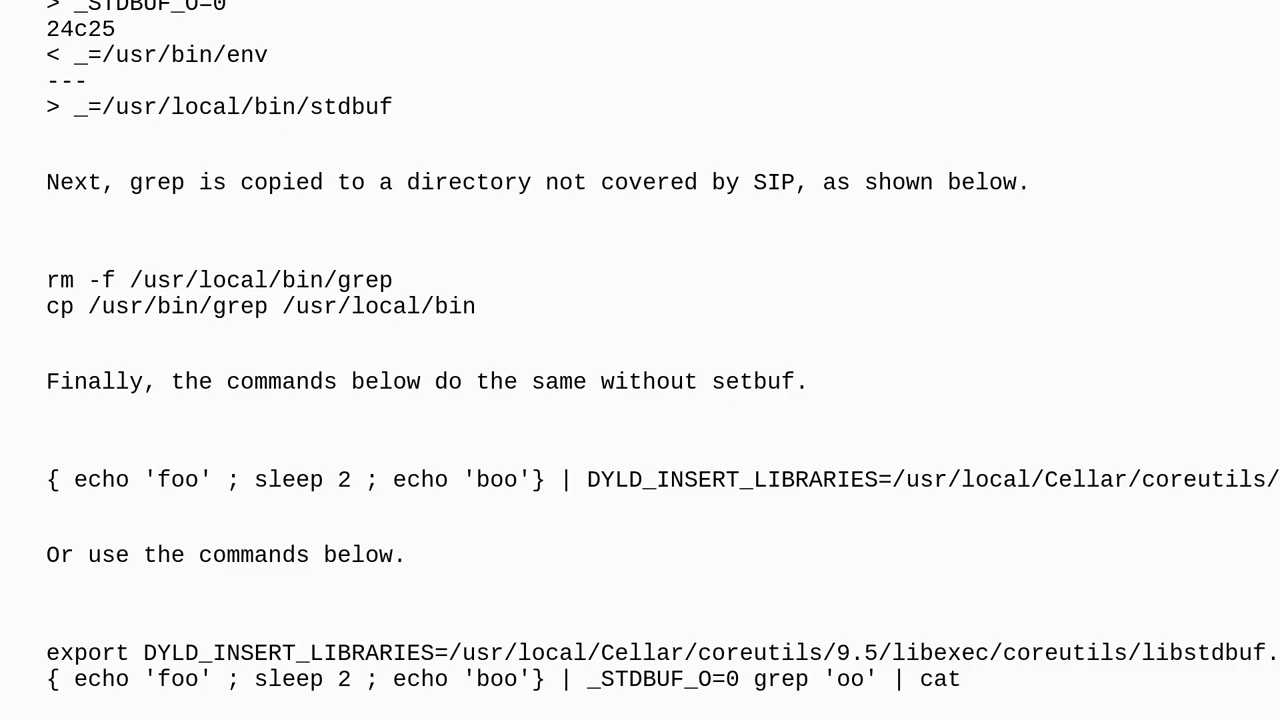 > _STDBUF_O=0
24c25
< _=/usr/bin/env
---
> _=/usr/local/bin/stdbuf
Next, grep is copied to a directory not covered by SIP, as shown below.
rm -f /usr/local/bin/grep
cp /usr/bin/grep /usr/local/bin
Finally, the commands below do the same without setbuf.
{ echo 'foo' ; sleep 2 ; echo 'boo'} | DYLD_INSERT_LIBRARIES=/usr/local/Cellar/coreutils/
Or use the commands below.
export DYLD_INSERT_LIBRARIES=/usr/local/Cellar/coreutils/9.5/libexec/coreutils/libstdbuf.
{ echo 'foo' ; sleep 2 ; echo 'boo'} | _STDBUF_O=0 grep 'oo' | cat